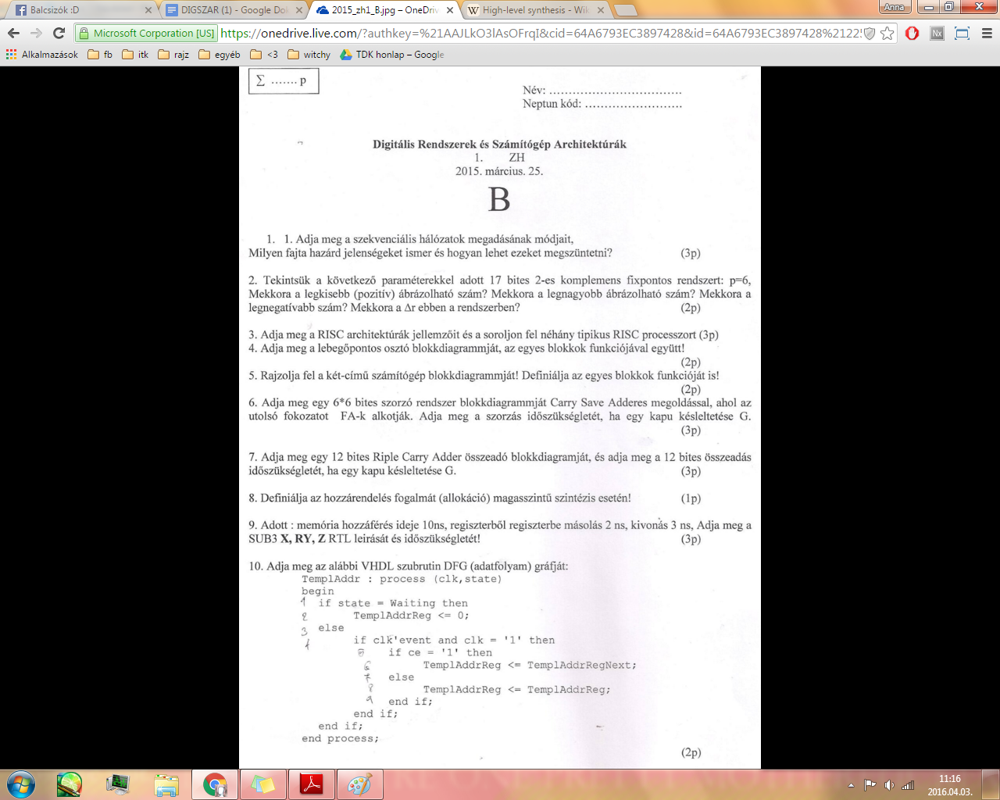 Balcsizók :D
DIGSZAR (1) - Google Dok
2015_zh1_B.jpg – OneDriv
High-level synthesis - Wik
Anna
Microsoft Corporation [US]
https://onedrive.live.com/?authkey=%21AAJLkO3lAsOFrqI&cid=64A6793EC3897428&id=64A6793EC3897428%21225
Alkalmazások
fb
itk
rajz
egyéb
<3
witchy
TDK honlap – Google
∑ ....... p
Név: ..................................
Neptun kód: .........................
Digitális Rendszerek és Számítógép Architektúrák
1. ZH
2015. március. 25.
B
1. 1. Adja meg a szekvenciális hálózatok megadásának módjait,
Milyen fajta hazárd jelenségeket ismer és hogyan lehet ezeket megszüntetni? (3p)
2. Tekintsük a következő paraméterekkel adott 17 bites 2-es komplemens fixpontos rendszert: p=6,
Mekkora a legkisebb (pozitív) ábrázolható szám? Mekkora a legnagyobb ábrázolható szám? Mekkora a
legnegatívabb szám? Mekkora a Δr ebben a rendszerben? (2p)
3. Adja meg a RISC architektúrák jellemzőit és a soroljon fel néhány tipikus RISC processzort (3p)
4. Adja meg a lebegőpontos osztó blokkdiagrammját, az egyes blokkok funkciójával együtt!
(2p)
5. Rajzolja fel a két-című számítógép blokkdiagrammját! Definiálja az egyes blokkok funkcióját is!
(2p)
6. Adja meg egy 6*6 bites szorzó rendszer blokkdiagrammját Carry Save Adderes megoldással, ahol az
utolsó fokozatot FA-k alkotják. Adja meg a szorzás időszükségletét, ha egy kapu késleltetése G.
(3p)
7. Adja meg egy 12 bites Riple Carry Adder összeadó blokkdiagramját, és adja meg a 12 bites összeadás
időszükségletét, ha egy kapu késleltetése G. (3p)
8. Definiálja az hozzárendelés fogalmát (allokáció) magasszintű szintézis esetén! (1p)
9. Adott : memória hozzáférés ideje 10ns, regiszterből regiszterbe másolás 2 ns, kivonás 3 ns, Adja meg a
SUB3 X, RY, Z RTL leirását és időszükségletét! (3p)
10. Adja meg az alábbi VHDL szubrutin DFG (adatfolyam) gráfját:
TemplAddr : process (clk,state)
begin
1 if state = Waiting then
2 TemplAddrReg <= 0;
3 else
4 if clk'event and clk = '1' then
5 if ce = '1' then
6 TemplAddrReg <= TemplAddrRegNext;
7 else
8 TemplAddrReg <= TemplAddrReg;
9 end if;
end if;
end if;
end process;
(2p)
11:16
2016.04.03.